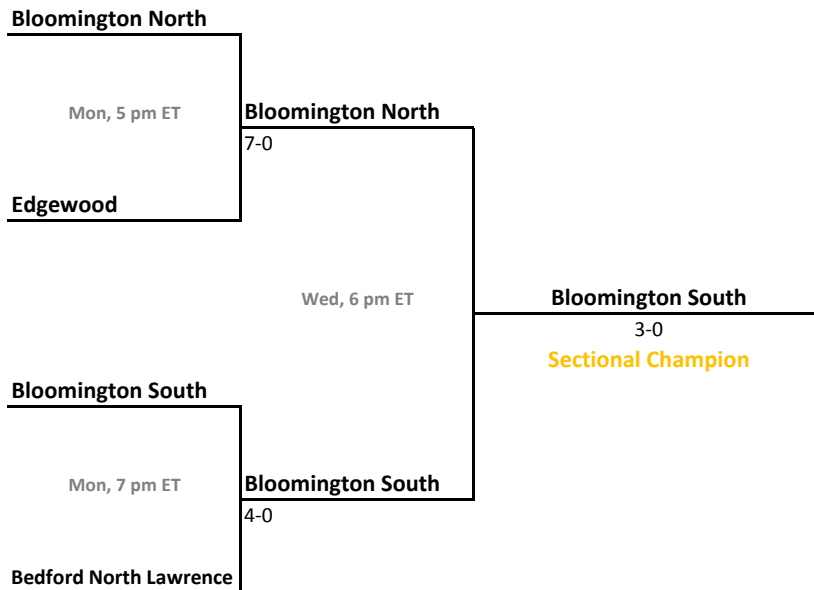 Bloomington North
Mon, 5 pm ET
Bloomington North
7-0
Edgewood
Wed, 6 pm ET
Bloomington South
3-0
Sectional Champion
Bloomington South
Mon, 7 pm ET
Bloomington South
4-0
Bedford North Lawrence